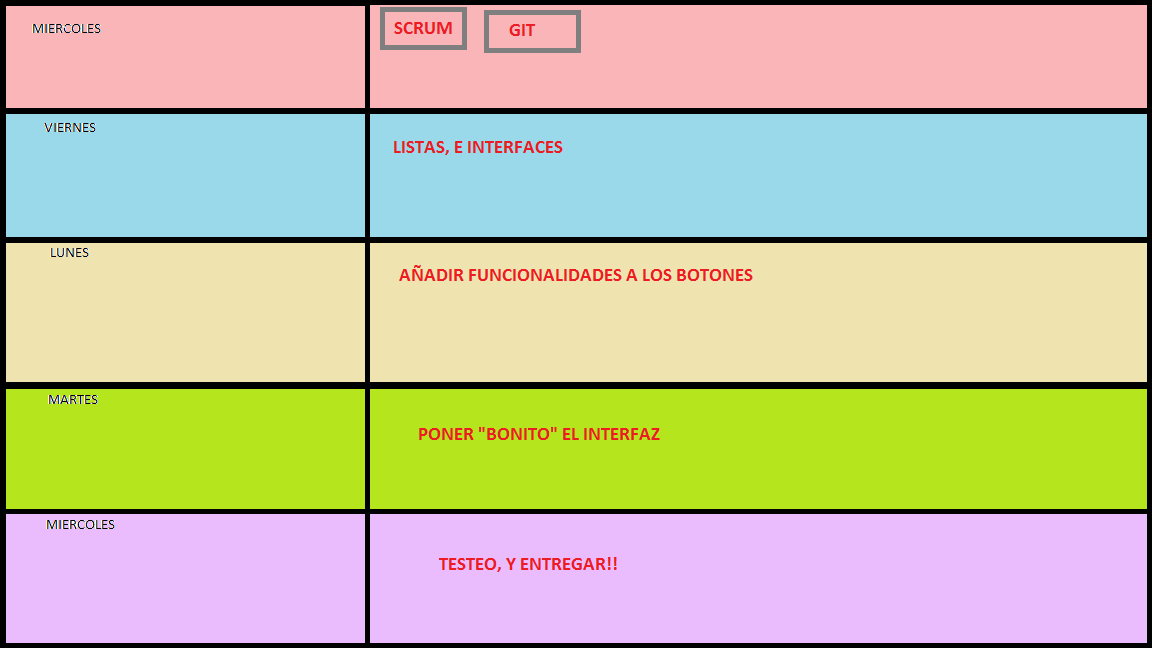 MIERCOLES
SCRUM
GIT
VIERNES
LISTAS, E INTERFACES
LUNES
AÑADIR FUNCIONALIDADES A LOS BOTONES
MARTES
PONER "BONITO" EL INTERFAZ
MIERCOLES
TESTEO, Y ENTREGAR!!